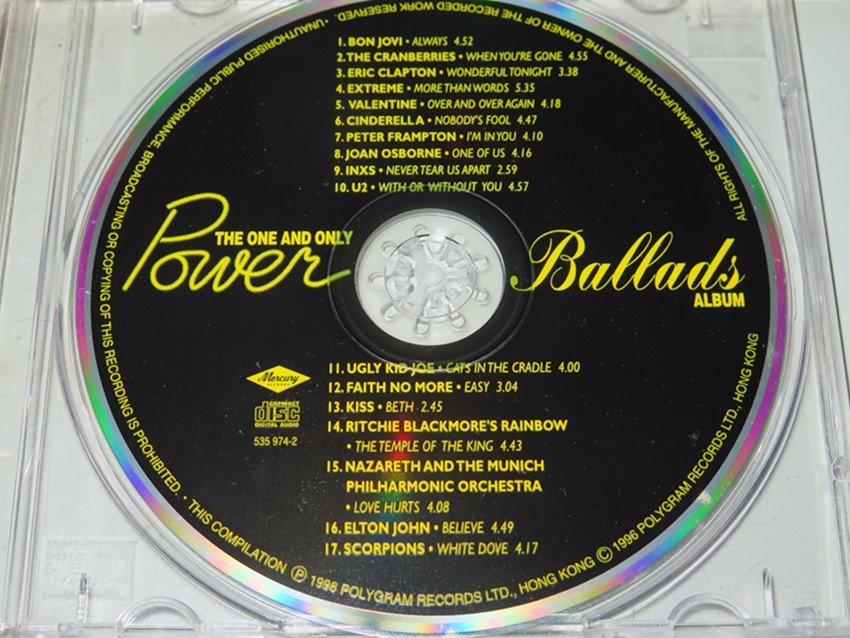 1. BON JOVI • ALWAYS 4.52
2. THE CRANBERRIES • WHEN YOU'RE GONE 4.55
3. ERIC CLAPTON • WONDERFUL TONIGHT 3.38
4. EXTREME • MORE THAN WORDS 5.35
5. VALENTINE • OVER AND OVER AGAIN 4.18
6. CINDERELLA • NOBODY'S FOOL 4.47
7. PETER FRAMPTON • I'M IN YOU 4.10
8. JOAN OSBORNE • ONE OF US 4.16
9. INXS • NEVER TEAR US APART 2.59
10. U2 • WITH OR WITHOUT YOU 4.57
THE ONE AND ONLY
Power Ballads
ALBUM
11. UGLY KID JOE • CATS IN THE CRADLE 4.00
12. FAITH NO MORE • EASY 3.04
13. KISS • BETH 2.45
14. RITCHIE BLACKMORE'S RAINBOW
• THE TEMPLE OF THE KING 4.43
15. NAZARETH AND THE MUNICH
PHILHARMONIC ORCHESTRA
• LOVE HURTS 4.08
16. ELTON JOHN • BELIEVE 4.49
17. SCORPIONS • WHITE DOVE 4.17
Mercury
RECORDS
COMPACT
disc
DIGITAL AUDIO
535 974-2
ALL RIGHTS OF THE MANUFACTURER AND THE OWNER OF THE RECORDED WORK RESERVED. • UNAUTHORISED PUBLIC PERFORMANCE, BROADCASTING OR COPYING OF THIS RECORDING IS PROHIBITED. • THIS COMPILATION ℗ 1996 POLYGRAM RECORDS LTD., HONG KONG © 1996 POLYGRAM RECORDS LTD., HONG KONG